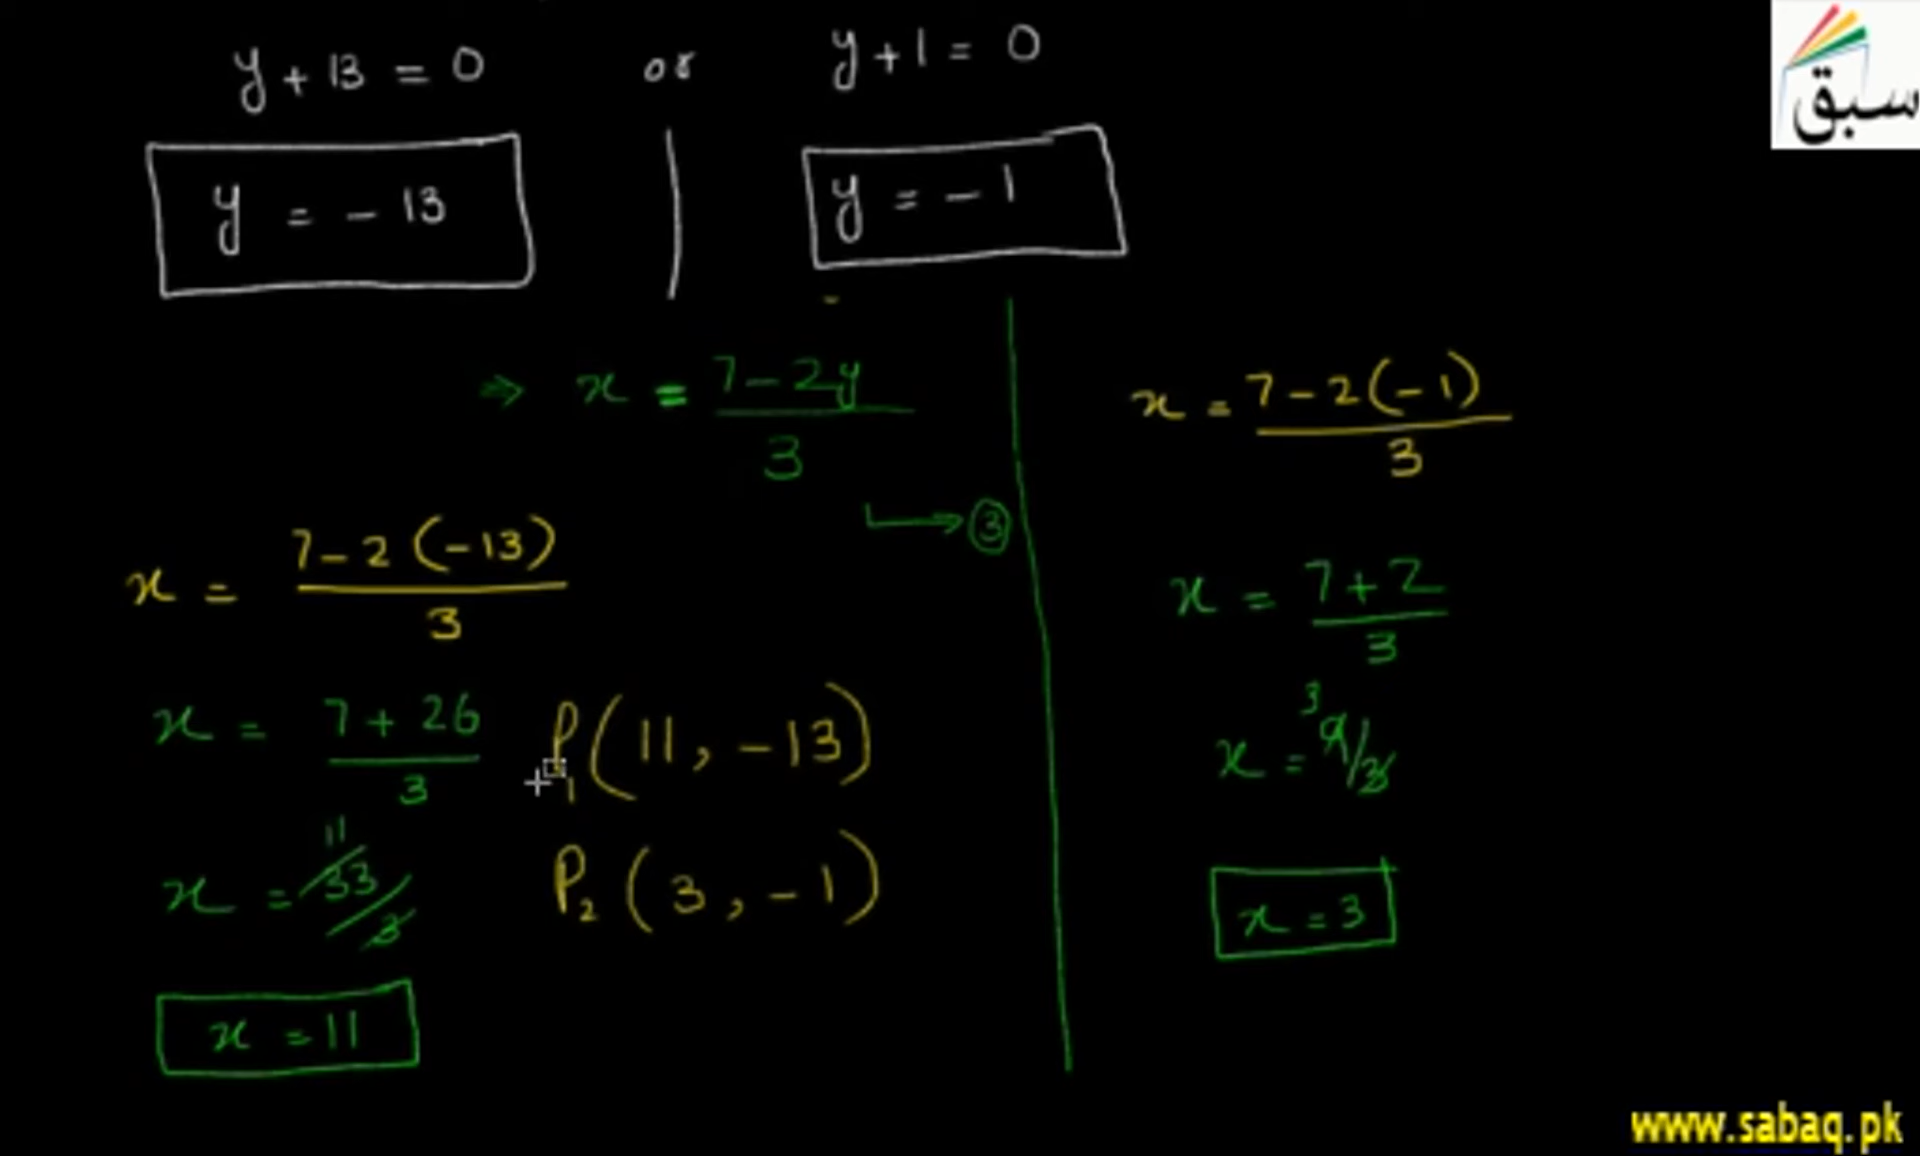 y + 13 = 0 or y + 1 = 0
سبق
y = - 13
y = - 1
⇒ x = 7 - 2y / 3
→ 3
x = 7 - 2(-1) / 3
x = 7 - 2(-13) / 3
x = 7 + 2 / 3
x = 7 + 26 / 3
P1(11, -13)
3
x = 9/3
11
x = 33/3
P2(3, -1)
x = 3
x = 11
www.sabaq.pk